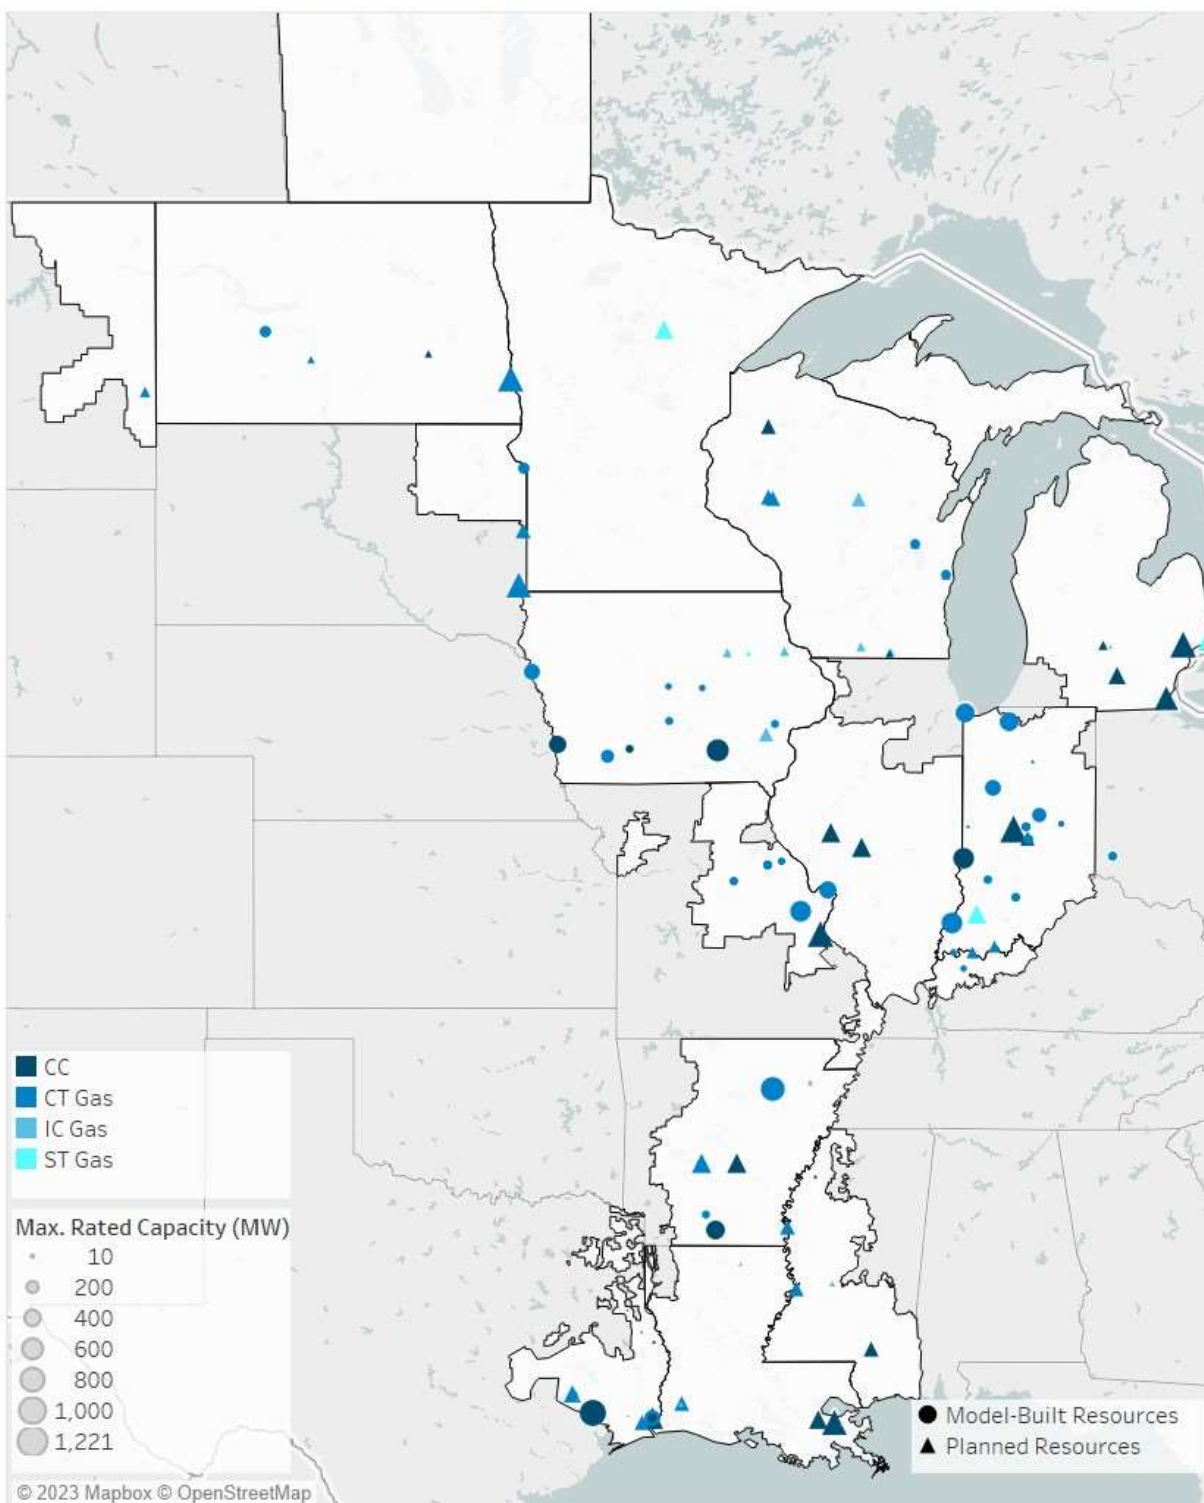 CC
CT Gas
IC Gas
ST Gas
Max. Rated Capacity (MW)
10
200
400
600
800
1,000
1,221
Model-Built Resources
Planned Resources
© 2023 Mapbox © OpenStreetMap